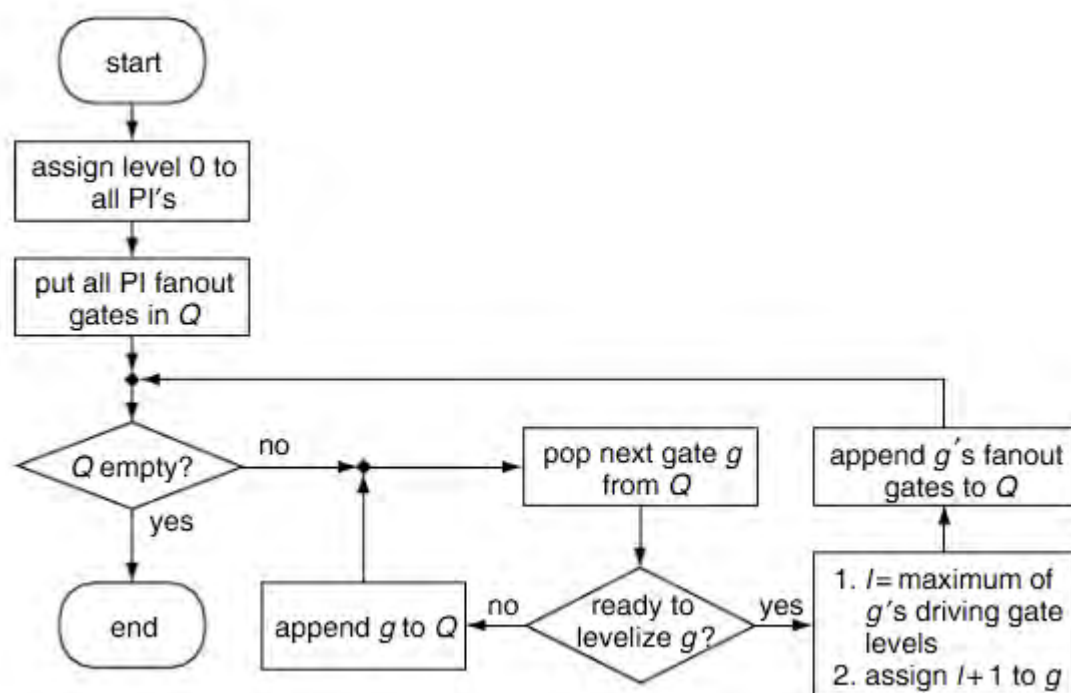 start
assign level 0 to
all PI's
put all PI fanout
gates in Q
Q empty?
no
yes
end
pop next gate g
from Q
ready to
levelize g?
no
append g to Q
yes
1. l = maximum of
g's driving gate
levels
2. assign l + 1 to g
append g's fanout
gates to Q